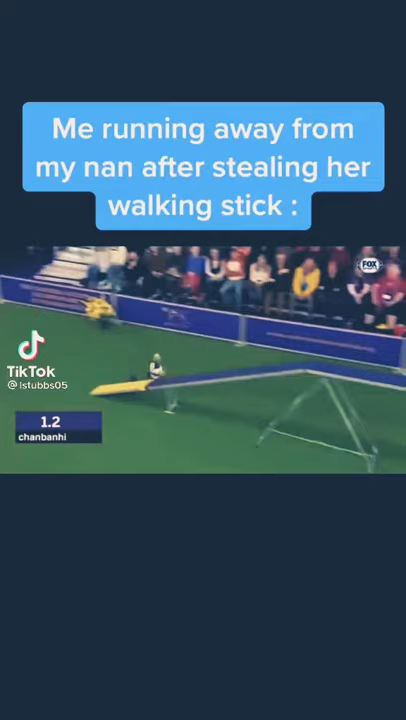 Me running away from
my nan after stealing her
walking stick :
FOX
TikTok
@lstubbs05
1.2
chanbanhi